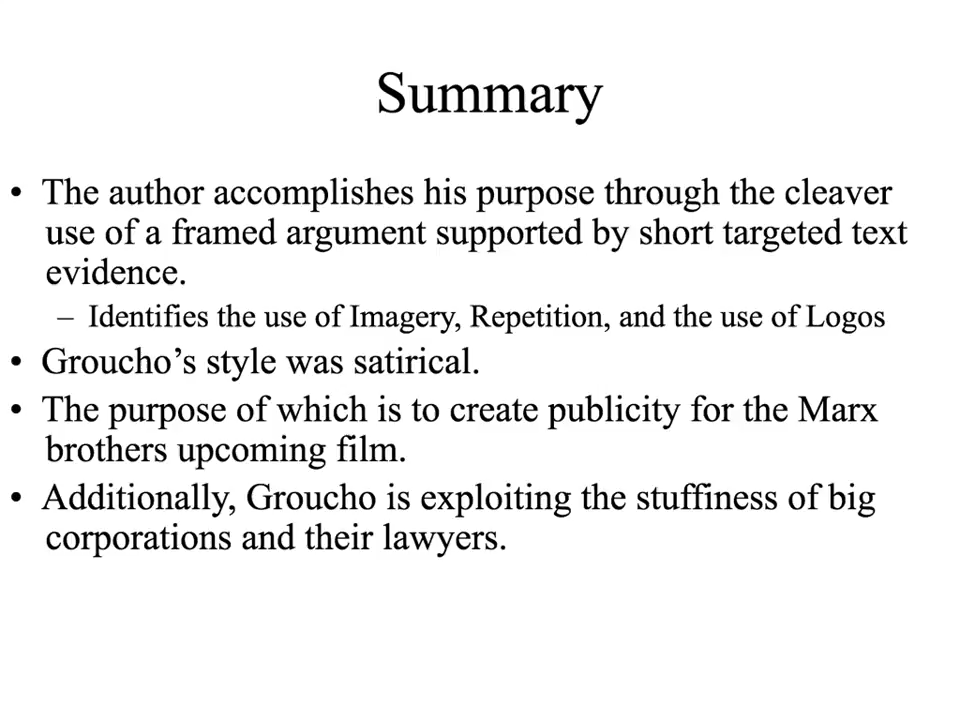 Summary
• The author accomplishes his purpose through the cleaver
use of a framed argument supported by short targeted text
evidence.
– Identifies the use of Imagery, Repetition, and the use of Logos
• Groucho’s style was satirical.
• The purpose of which is to create publicity for the Marx
brothers upcoming film.
• Additionally, Groucho is exploiting the stuffiness of big
corporations and their lawyers.